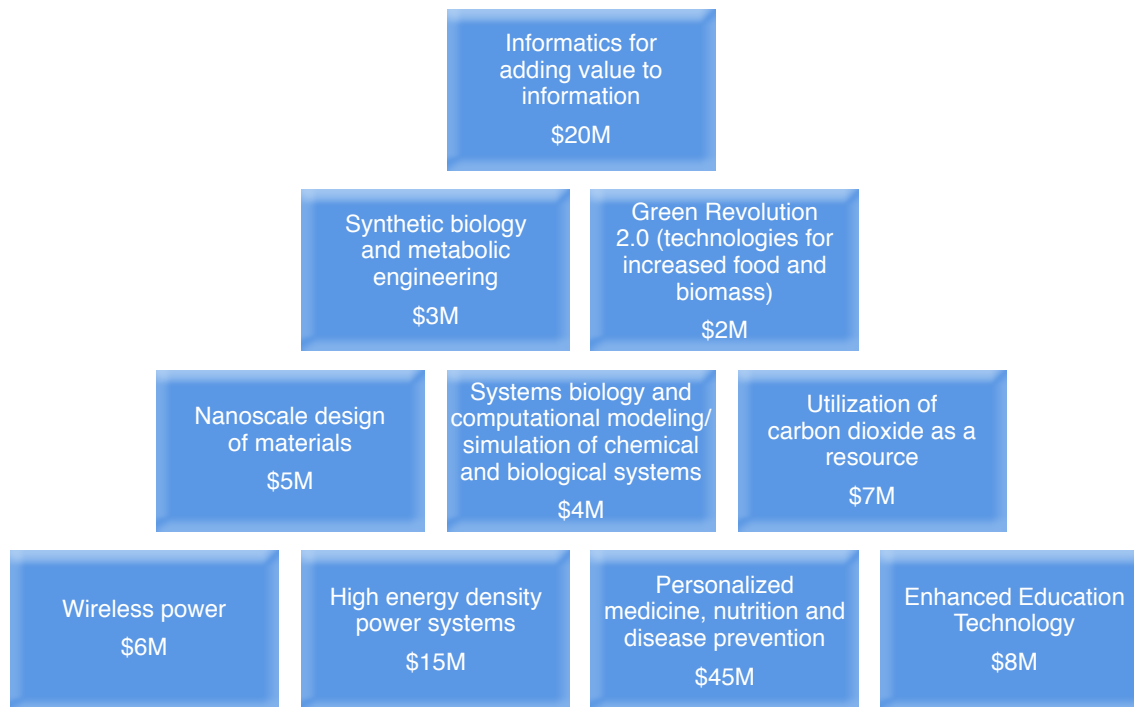 Informatics for
adding value to
information
$20M
Synthetic biology
and metabolic
engineering
$3M
Green Revolution
2.0 (technologies for
increased food and
biomass)
$2M
Nanoscale design
of materials
$5M
Systems biology and
computational modeling/
simulation of chemical
and biological systems
$4M
Utilization of
carbon dioxide as a
resource
$7M
Wireless power
$6M
High energy density
power systems
$15M
Personalized
medicine, nutrition and
disease prevention
$45M
Enhanced Education
Technology
$8M